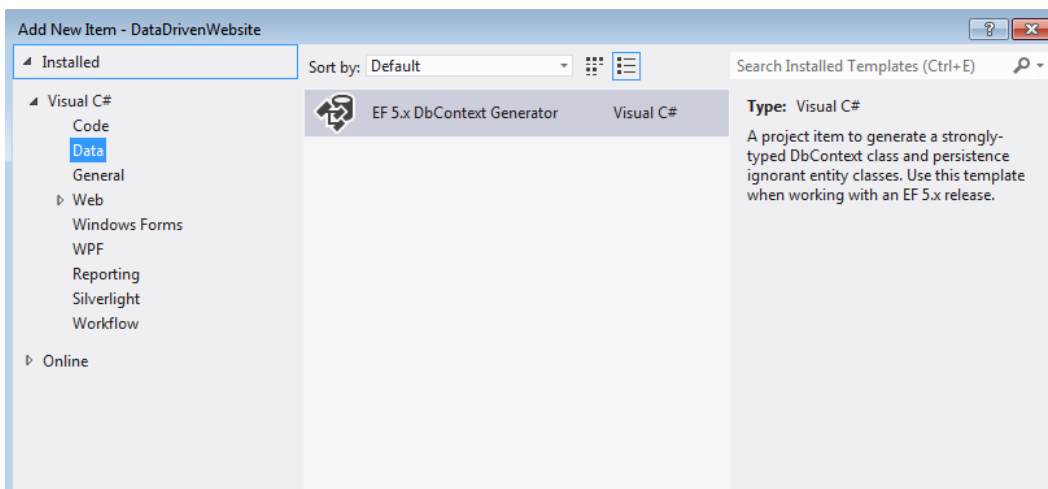 Add New Item - DataDrivenWebsite
Installed
Sort by: Default
Search Installed Templates (Ctrl+E)
Visual C#
Code
Data
General
Web
Windows Forms
WPF
Reporting
Silverlight
Workflow
Online
EF 5.x DbContext Generator Visual C#
Type: Visual C#
A project item to generate a strongly-
typed DbContext class and persistence
ignorant entity classes. Use this template
when working with an EF 5.x release.